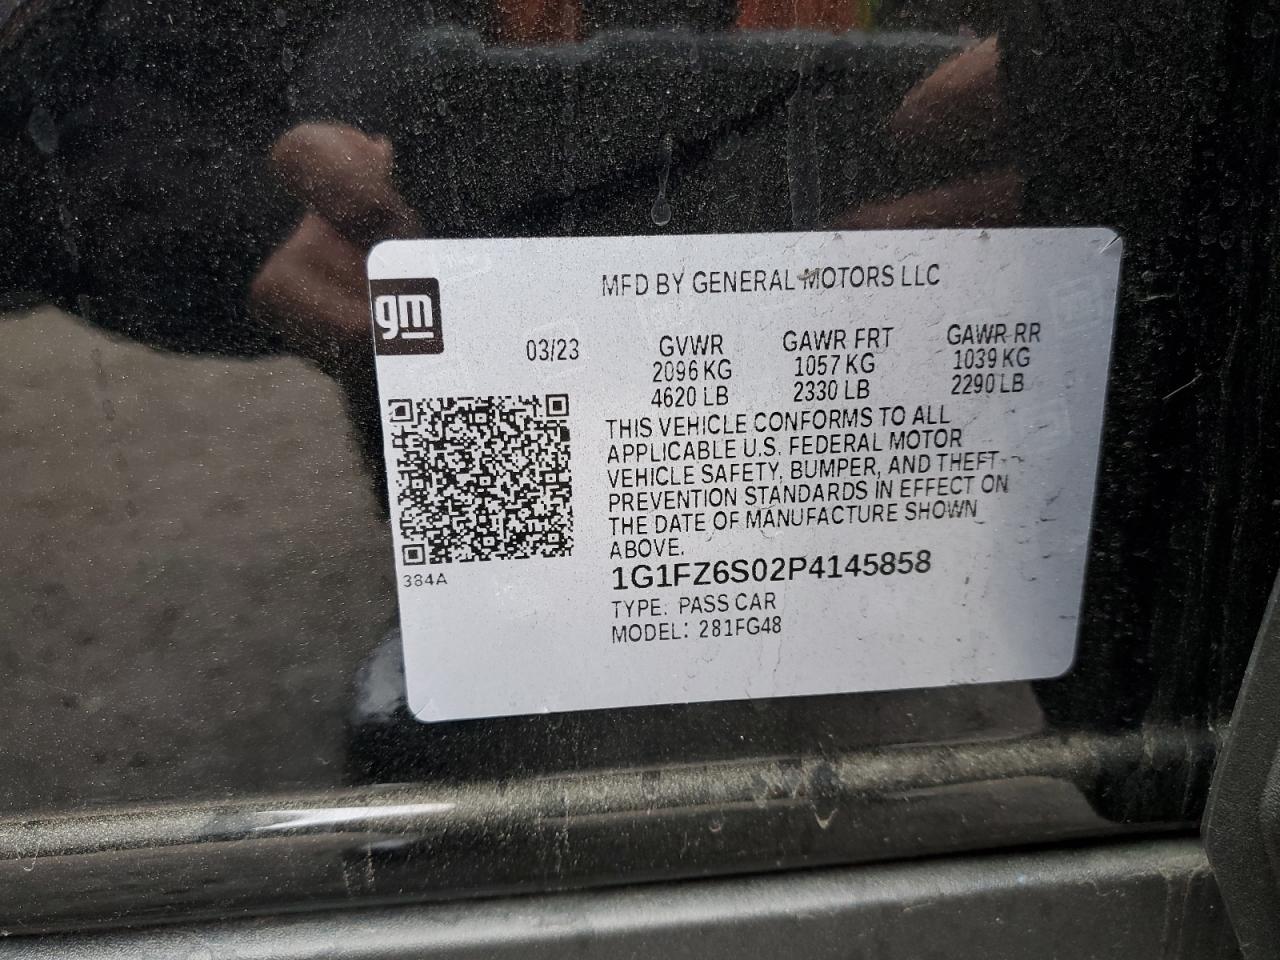 gm
MFD BY GENERAL MOTORS LLC
03/23
GVWR GAWR FRT GAWR RR
2096 KG 1057 KG 1039 KG
4620 LB 2330 LB 2290 LB
THIS VEHICLE CONFORMS TO ALL
APPLICABLE U.S. FEDERAL MOTOR
VEHICLE SAFETY, BUMPER, AND THEFT
PREVENTION STANDARDS IN EFFECT ON
THE DATE OF MANUFACTURE SHOWN
ABOVE.
384A
1G1FZ6S02P4145858
TYPE: PASS CAR
MODEL: 281FG48